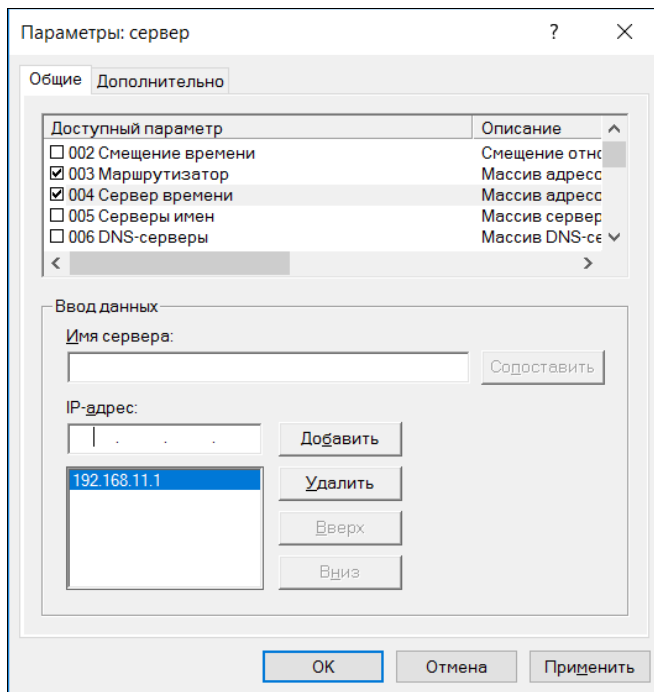 Параметры: сервер
Общие Дополнительно
Доступный параметр Описание
002 Смещение времени Смещение отно
003 Маршрутизатор Массив адресо
004 Сервер времени Массив адресо
005 Серверы имен Массив сервер
006 DNS-серверы Массив DNS-се
Ввод данных
Имя сервера:
Сопоставить
IP-адрес:
. . . Добавить
192.168.11.1 Удалить
Вверх
Вниз
OK Отмена Применить